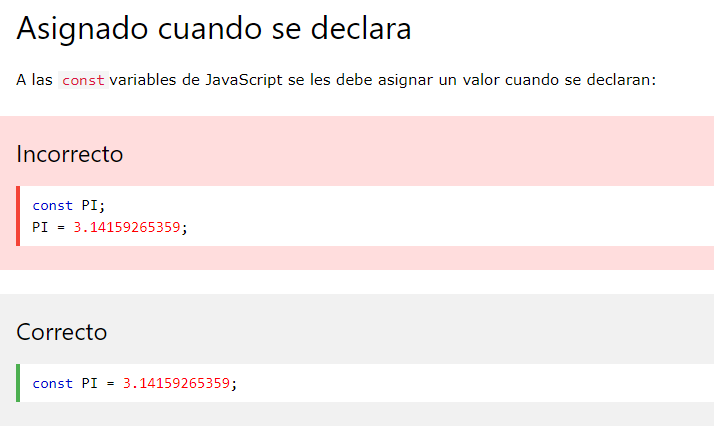 Asignado cuando se declara
A las const variables de JavaScript se les debe asignar un valor cuando se declaran:
Incorrecto
const PI;
PI = 3.14159265359;
Correcto
const PI = 3.14159265359;